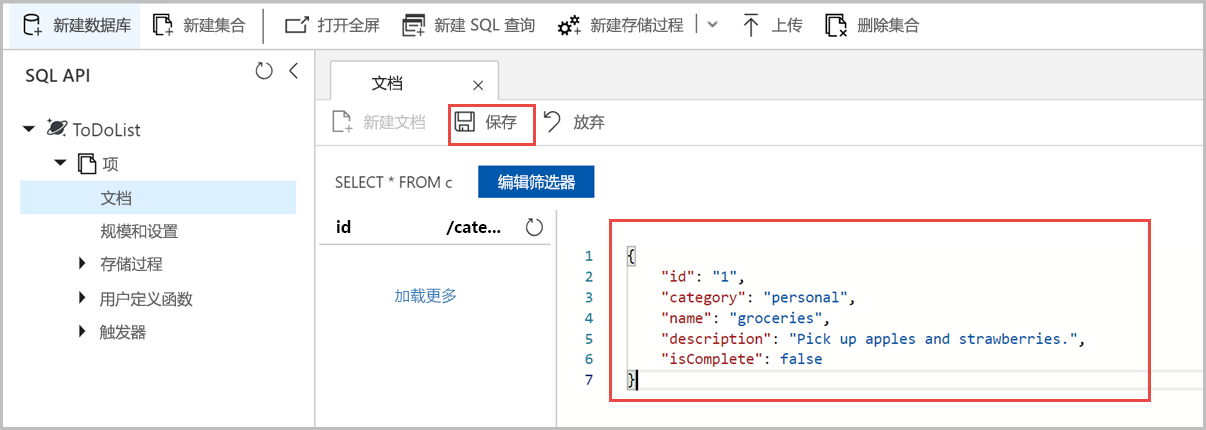 新建数据库 新建集合 打开全屏 新建 SQL 查询 新建存储过程 上传 删除集合
SQL API
文档
新建文档 保存 放弃
ToDoList
项
文档
规模和设置
存储过程
用户定义函数
触发器
SELECT * FROM c 编辑筛选器
id /cate...
加载更多
1 {
2 "id": "1",
3 "category": "personal",
4 "name": "groceries",
5 "description": "Pick up apples and strawberries.",
6 "isComplete": false
7 }